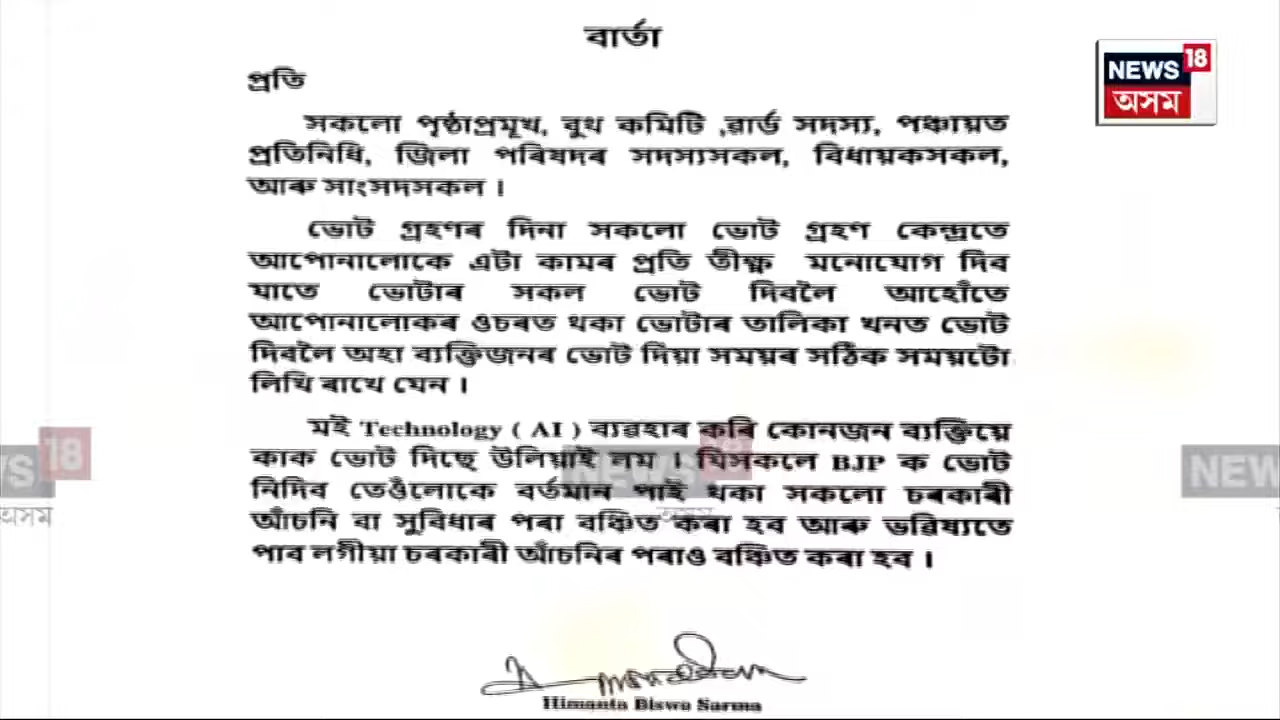 বাৰ্তা
NEWS 18
অসম
প্ৰতি
সকলো পৃষ্ঠাপ্ৰমূখ, বুথ কমিটি ,ৱাৰ্ড সদস্য, পঞ্চায়ত
প্ৰতিনিধি, জিলা পৰিষদৰ সদস্যসকল, বিধায়কসকল,
আৰু সাংসদসকল ।
ভোট গ্ৰহণৰ দিনা সকলো ভোট গ্ৰহণ কেন্দ্ৰতে
আপোনালোকে এটা কামৰ প্ৰতি তীক্ষ্ণ মনোযোগ দিব
যাতে ভোটাৰ সকল ভোট দিবলৈ আহোঁতে
আপোনালোকৰ ওচৰত থকা ভোটাৰ তালিকা খনত ভোট
দিবলৈ অহা ব্যক্তিজনৰ ভোট দিয়া সময়ৰ সঠিক সময়টো
লিখি ৰাখে যেন ।
মই Technology ( AI ) ব্যৱহাৰ কৰি কোনজন ব্যক্তিয়ে
কাক ভোট দিছে উলিয়াই লম । যিসকলে BJP ক ভোট
নিদিব তেওঁলোকে বৰ্তমান পাই থকা সকলো চৰকাৰী
আঁচনি বা সুবিধাৰ পৰা বঞ্চিত কৰা হব আৰু ভৱিষ্যতে
পাব লগীয়া চৰকাৰী আঁচনিৰ পৰাও বঞ্চিত কৰা হব ।
Himanta Biswa Sarma